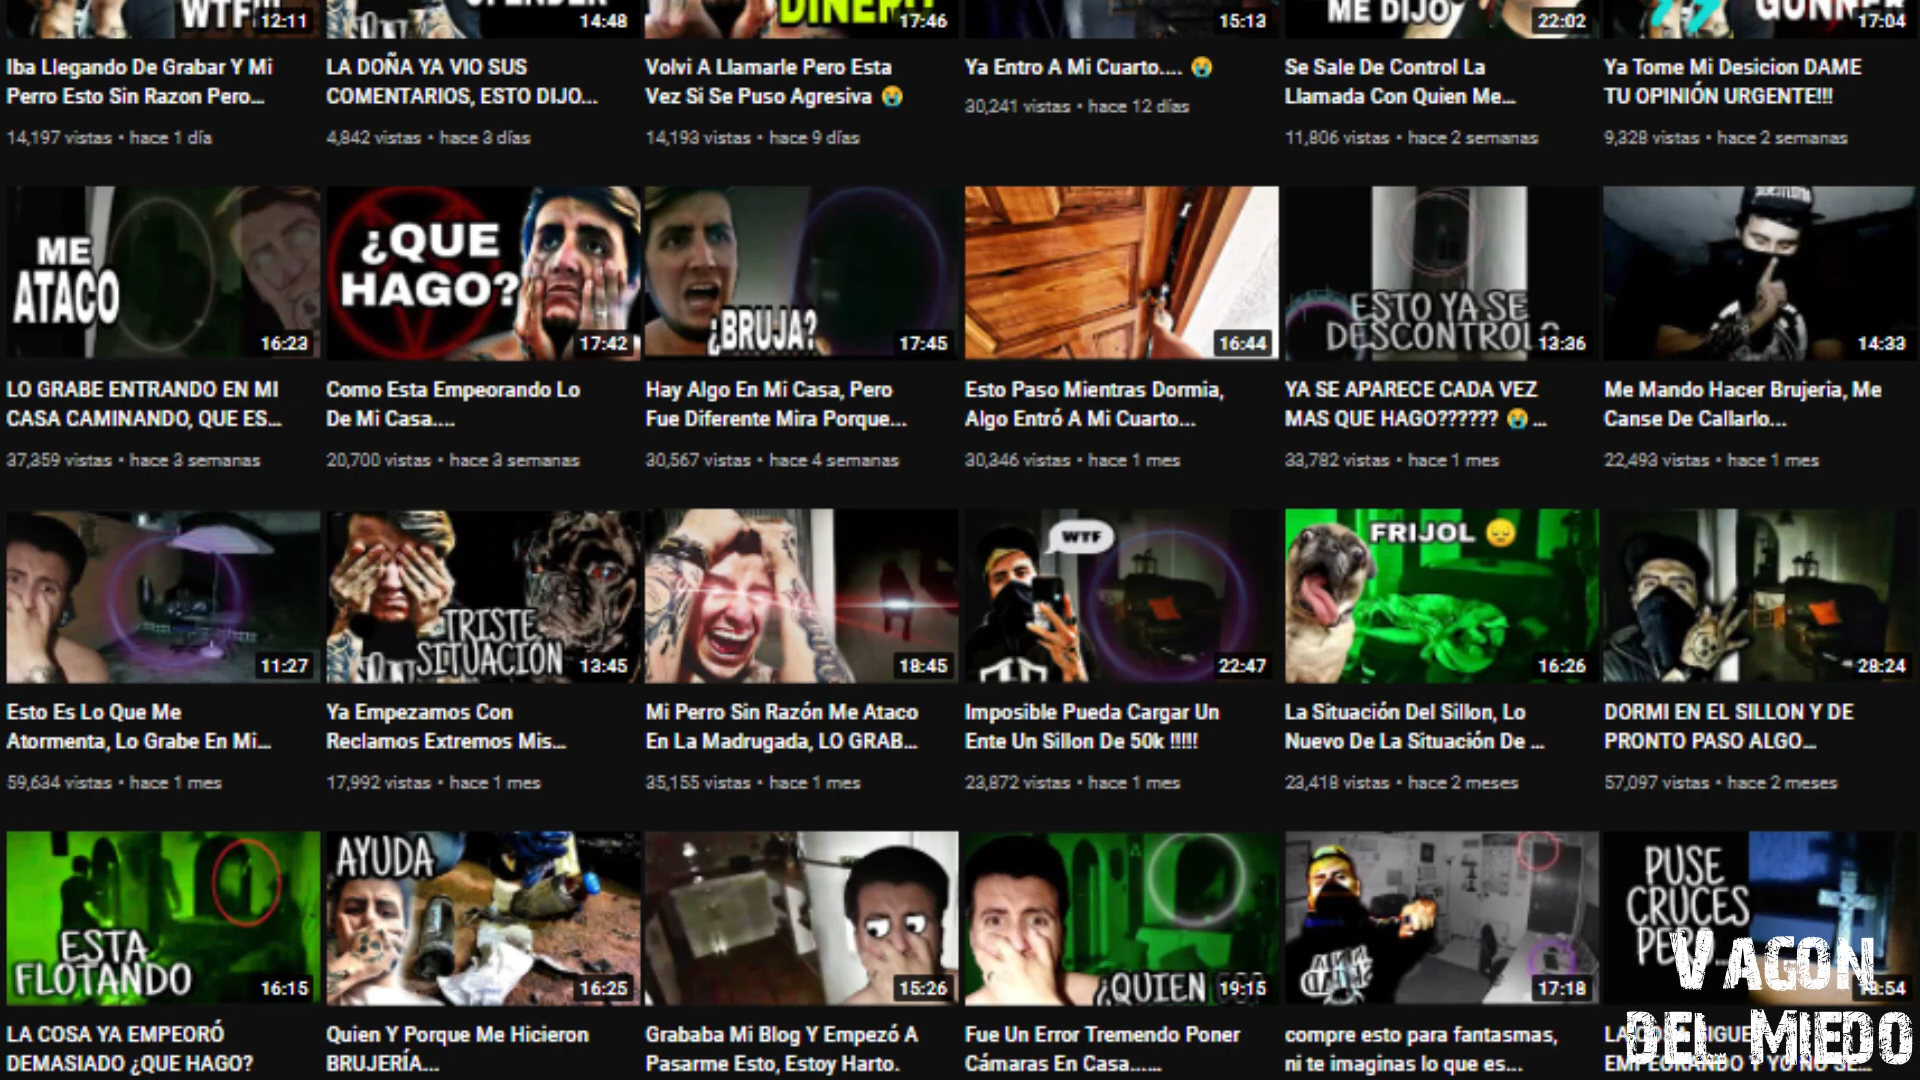 WTF!!
12:11
14:48
DINERO
17:46
15:13
ME DIJO
22:02
GUNNER
17:04
Iba Llegando De Grabar Y Mi
Perro Esto Sin Razon Pero...
14,197 vistas • hace 1 día
LA DOÑA YA VIO SUS
COMENTARIOS, ESTO DIJO...
4,842 vistas • hace 3 días
Volvi A Llamarle Pero Esta
Vez Si Se Puso Agresiva 😭
14,193 vistas • hace 9 días
Ya Entro A Mi Cuarto.... 😭
30,241 vistas • hace 12 días
Se Sale De Control La
Llamada Con Quien Me...
11,806 vistas • hace 2 semanas
Ya Tome Mi Desicion DAME
TU OPINIÓN URGENTE!!!
9,328 vistas • hace 2 semanas
ME
ATACO
16:23
¿QUE
HAGO?
17:42
¿BRUJA?
17:45
16:44
ESTO YA SE
DESCONTROLO
13:36
14:33
LO GRABE ENTRANDO EN MI
CASA CAMINANDO, QUE ES...
37,359 vistas • hace 3 semanas
Como Esta Empeorando Lo
De Mi Casa....
20,700 vistas • hace 3 semanas
Hay Algo En Mi Casa, Pero
Fue Diferente Mira Porque...
30,567 vistas • hace 4 semanas
Esto Paso Mientras Dormia,
Algo Entró A Mi Cuarto...
30,346 vistas • hace 1 mes
YA SE APARECE CADA VEZ
MAS QUE HAGO?????? 😭 ...
33,782 vistas • hace 1 mes
Me Mando Hacer Brujeria, Me
Canse De Callarlo...
22,493 vistas • hace 1 mes
11:27
TRISTE
SITUACIÓN
13:45
18:45
WTF
22:47
FRIJOL 😔
16:26
28:24
Esto Es Lo Que Me
Atormenta, Lo Grabe En Mi...
59,634 vistas • hace 1 mes
Ya Empezamos Con
Reclamos Extremos Mis...
17,992 vistas • hace 1 mes
Mi Perro Sin Razón Me Ataco
En La Madrugada, LO GRAB...
35,155 vistas • hace 1 mes
Imposible Pueda Cargar Un
Ente Un Sillon De 50k !!!!!
23,872 vistas • hace 1 mes
La Situación Del Sillon, Lo
Nuevo De La Situación De ...
23,418 vistas • hace 2 meses
DORMI EN EL SILLON Y DE
PRONTO PASO ALGO...
57,097 vistas • hace 2 meses
ESTA
FLOTANDO
16:15
AYUDA
16:25
15:26
¿QUIEN
19:15
17:18
PUSE
CRUCES
PERO
VAGON
DEL MIEDO
LA COSA YA EMPEORÓ
DEMASIADO ¿QUE HAGO?
Quien Y Porque Me Hicieron
BRUJERÍA...
Grababa Mi Blog Y Empezó A
Pasarme Esto, Estoy Harto.
Fue Un Error Tremendo Poner
Cámaras En Casa......
compre esto para fantasmas,
ni te imaginas lo que es...